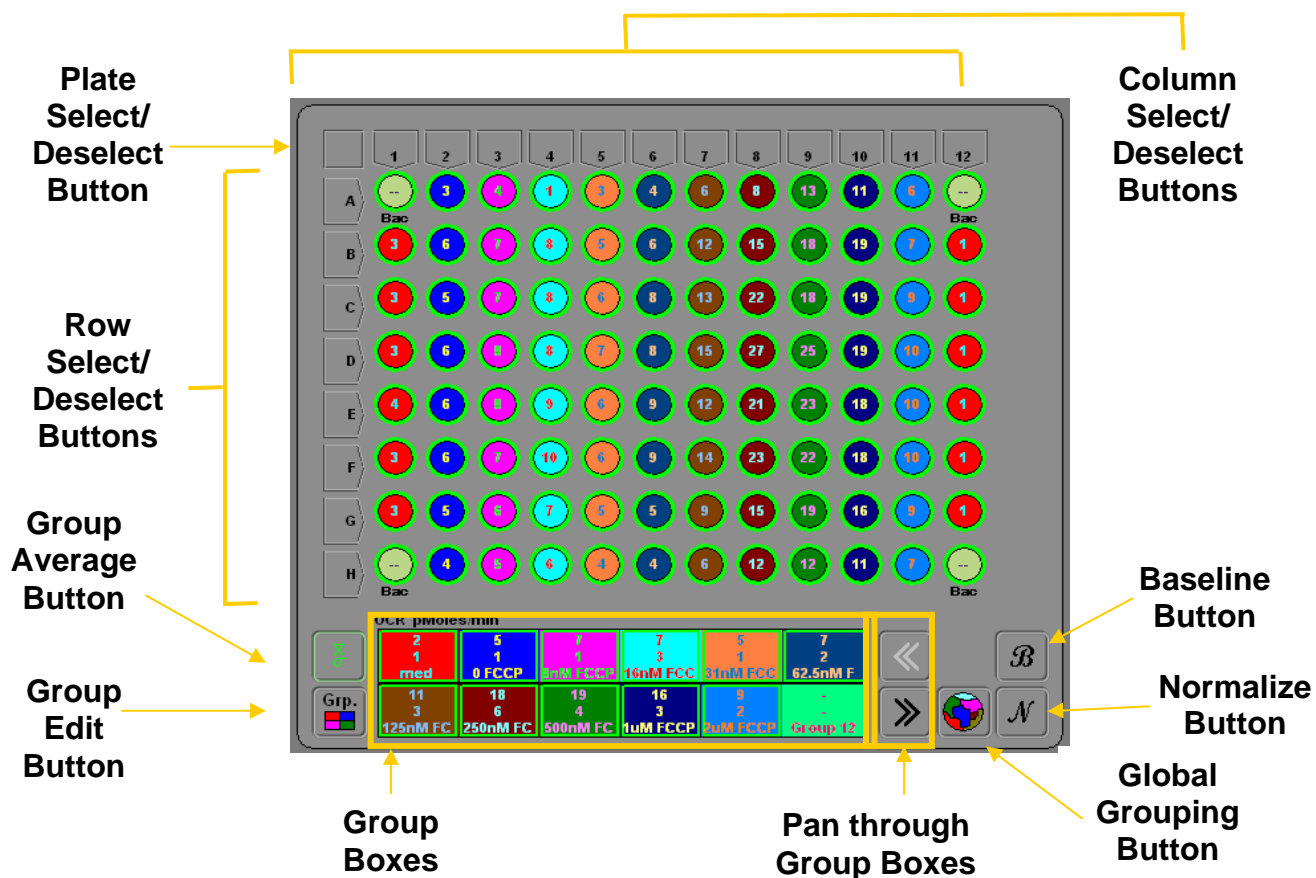 Plate
Select/
Deselect
Button
Column
Select/
Deselect
Buttons
Row
Select/
Deselect
Buttons
1 2 3 4 5 6 7 8 9 10 11 12
A -- 3 4 1 3 4 6 8 13 11 6 --
Bac Bac
B 3 6 7 8 5 6 12 15 18 19 7 1
C 3 5 7 8 6 8 13 22 18 19 9 1
D 3 6 8 7 8 15 27 25 19 10 1
E 4 6 9 6 9 12 21 23 18 10 1
F 3 6 7 10 6 9 14 23 22 18 10 1
G 3 5 7 5 5 9 15 19 16 9 1
H -- 4 5 6 4 4 6 12 12 11 7 --
Bac Bac
Group
Average
Button
Group
Edit
Button
OCR pMoles/min
2 5 7 7 5 7
1 1 1 3 1 2
med 0 FCCP FCCP 16nM FCC 31nM FCC 62.5nM F
Grp.
11 18 19 16 9 -
3 6 4 3 2 -
125nM FC 250nM FC 500nM FC 1uM FCCP 2uM FCCP Group 12
B
N
Baseline
Button
Normalize
Button
Global
Grouping
Button
Group
Boxes
Pan through
Group Boxes